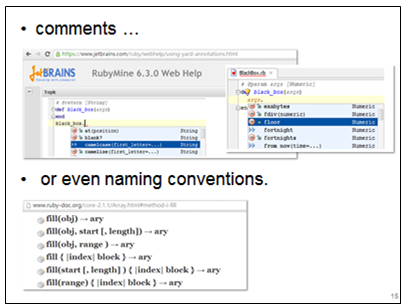 • comments …
https://www.jetbrains.com/ruby/webhelp/using-yard-annotations.html
JetBRAINS RubyMine 6.3.0 Web Help
Topic
# @return [String]
def black_box(args)
end
black_box.
at(position) String
blank? String
camelcase(first_letter=...) String
camelize(first_letter=...) String
BlackBox.rb
# @param args [Numeric]
def black_box(args)
args.
en
exabytes Numeric
fdiv(numeric) Numeric
floor Numeric
fortnight Numeric
fortnights Numeric
from_now(time=...) Numeric
• or even naming conventions.
www.ruby-doc.org/core-2.1.1/Array.html#method-i-fill
fill(obj) → ary
fill(obj, start [, length]) → ary
fill(obj, range ) → ary
fill { |index| block } → ary
fill(start [, length] ) { |index| block } → ary
fill(range) { |index| block } → ary
15